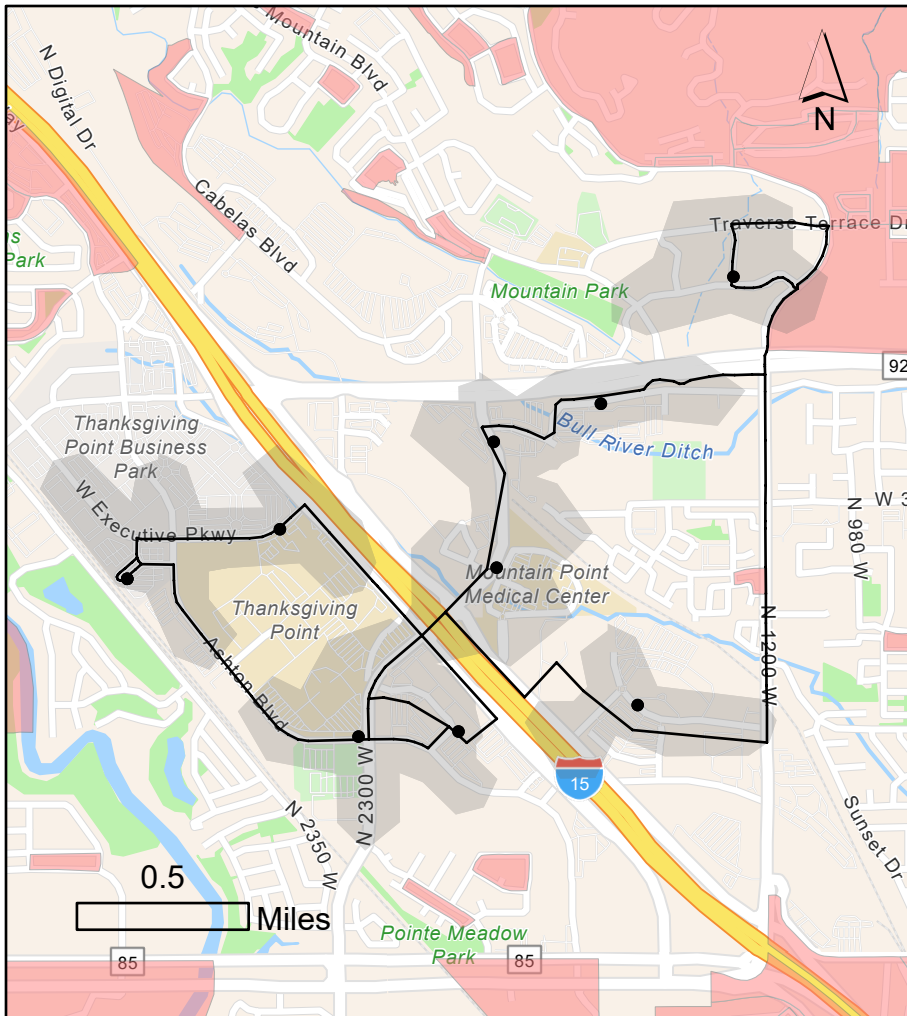 Mountain Blvd
N Digital Dr
N
Cabelas Blvd
Traverse Terrace Dr
Park
Mountain Park
92
Thanksgiving
Point Business
Park
Bull River Ditch
W Executive Pkwy
W 3
N 980 W
Mountain Point
Medical Center
Thanksgiving
Point
N 1200 W
Ashton Blvd
15
N 2300 W
N 2350 W
Sunset Dr
0.5
Miles
Pointe Meadow
Park
85
85